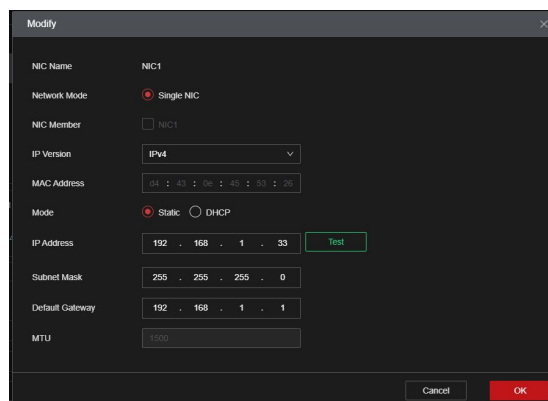 Modify
NIC Name NIC1
Network Mode Single NIC
NIC Member NIC1
IP Version IPv4
MAC Address d4 : 43 : 0e : 45 : 53 : 26
Mode Static DHCP
IP Address 192 . 168 . 1 . 33 Test
Subnet Mask 255 . 255 . 255 . 0
Default Gateway 192 . 168 . 1 . 1
MTU 1500
Cancel OK